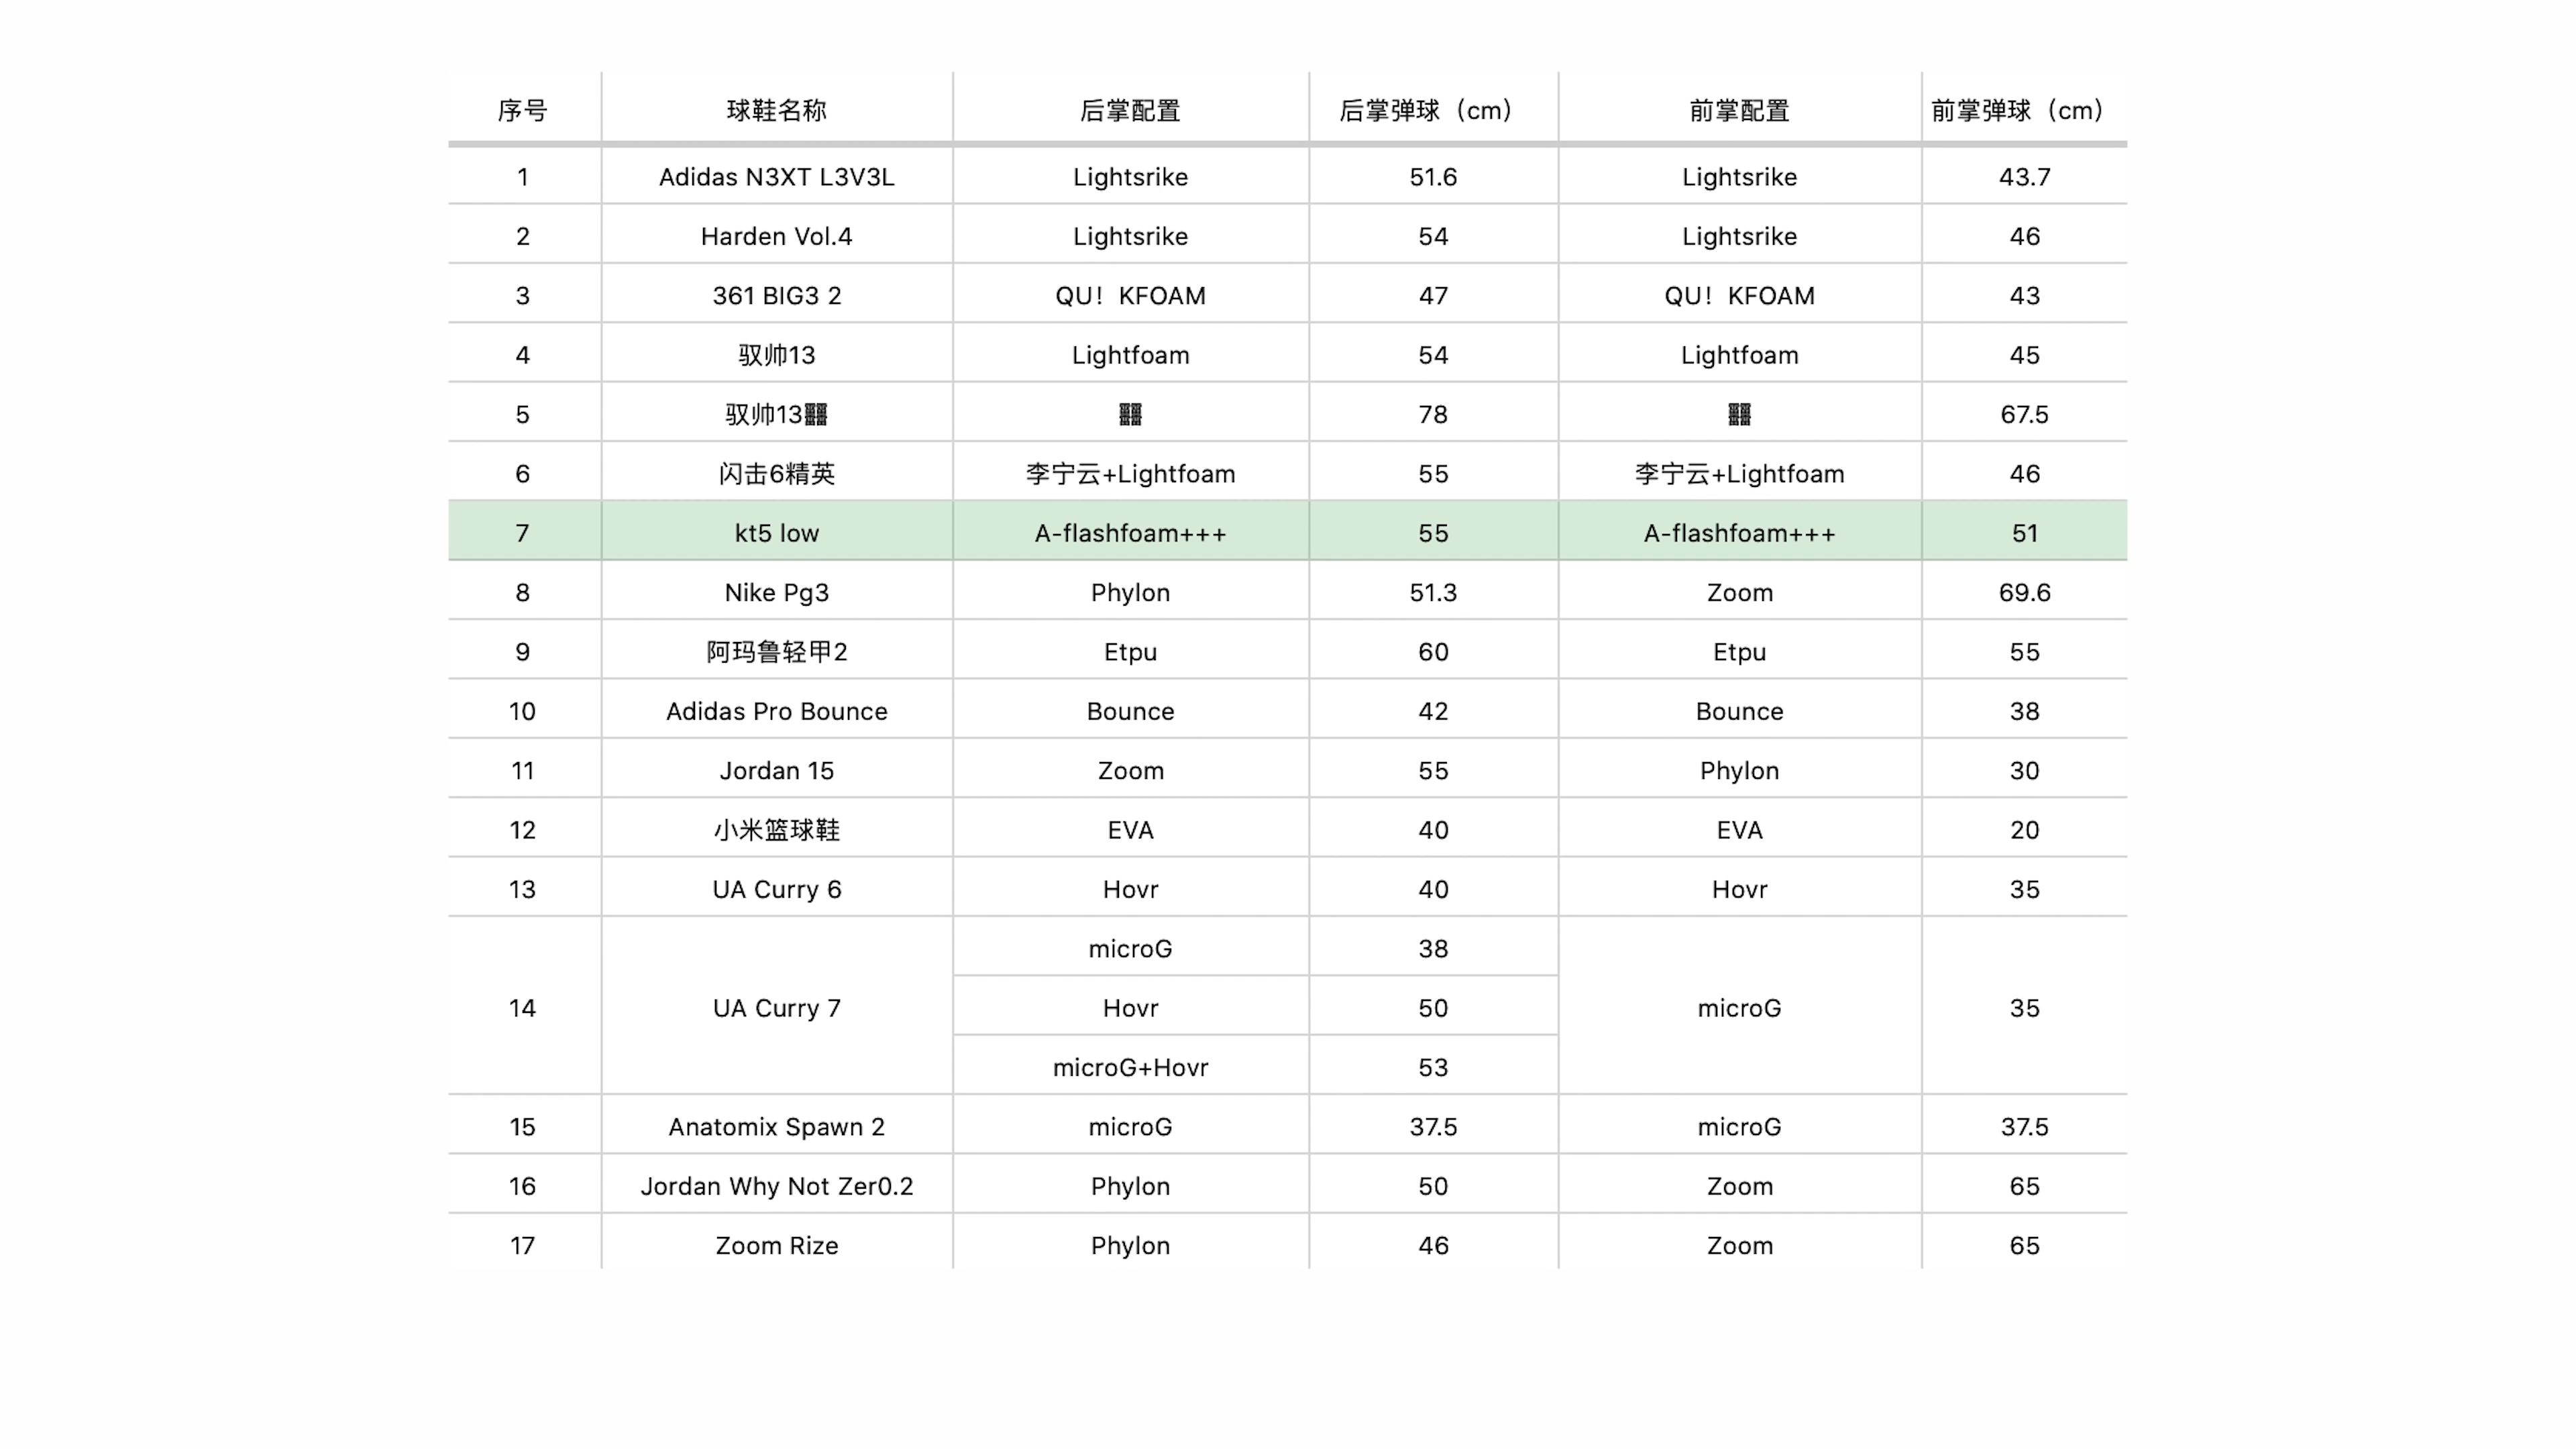 序号 球鞋名称 后掌配置 后掌弹球（cm） 前掌配置 前掌弹球（cm）
1 Adidas N3XT L3V3L Lightsrike 51.6 Lightsrike 43.7
2 Harden Vol.4 Lightsrike 54 Lightsrike 46
3 361 BIG3 2 QU！KFOAM 47 QU！KFOAM 43
4 驭帅13 Lightfoam 54 Lightfoam 45
5 驭帅13䨻 䨻 78 䨻 67.5
6 闪击6精英 李宁云+Lightfoam 55 李宁云+Lightfoam 46
7 kt5 low A-flashfoam+++ 55 A-flashfoam+++ 51
8 Nike Pg3 Phylon 51.3 Zoom 69.6
9 阿玛鲁轻甲2 Etpu 60 Etpu 55
10 Adidas Pro Bounce Bounce 42 Bounce 38
11 Jordan 15 Zoom 55 Phylon 30
12 小米篮球鞋 EVA 40 EVA 20
13 UA Curry 6 Hovr 40 Hovr 35
microG 38
14 UA Curry 7 Hovr 50 microG 35
microG+Hovr 53
15 Anatomix Spawn 2 microG 37.5 microG 37.5
16 Jordan Why Not Zer0.2 Phylon 50 Zoom 65
17 Zoom Rize Phylon 46 Zoom 65